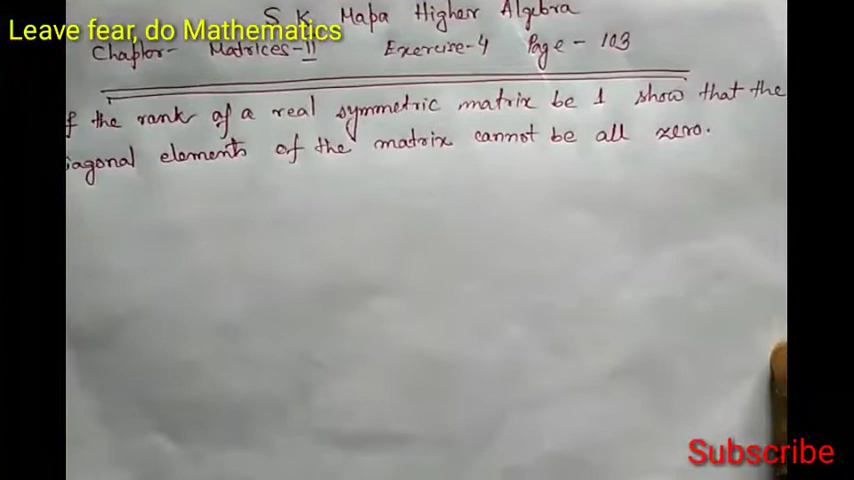 S K Mapa Higher Algebra
Leave fear, do Mathematics
Chapter- Matrices-II Exercise-4 Page - 103
f the rank of a real symmetric matrix be 1 show that the
iagonal elements of the matrix cannot be all zero.
Subscribe